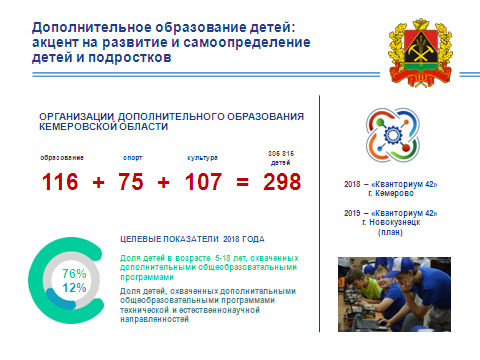 Дополнительное образование детей:
акцент на развитие и самоопределение
детей и подростков
ОРГАНИЗАЦИИ ДОПОЛНИТЕЛЬНОГО ОБРАЗОВАНИЯ
КЕМЕРОВСКОЙ ОБЛАСТИ
образование спорт культура 305 815
детей
116 + 75 + 107 = 298
2018 – «Кванториум 42»
г. Кемерово
2019 – «Кванториум 42»
г. Новокузнецк
(план)
ЦЕЛЕВЫЕ ПОКАЗАТЕЛИ 2018 ГОДА
76%
12%
Доля детей в возрасте 5-18 лет, охваченных
дополнительными общеобразовательными
программами
Доля детей, охваченных дополнительными
общеобразовательными программами
технической и естественнонаучной
направленностей